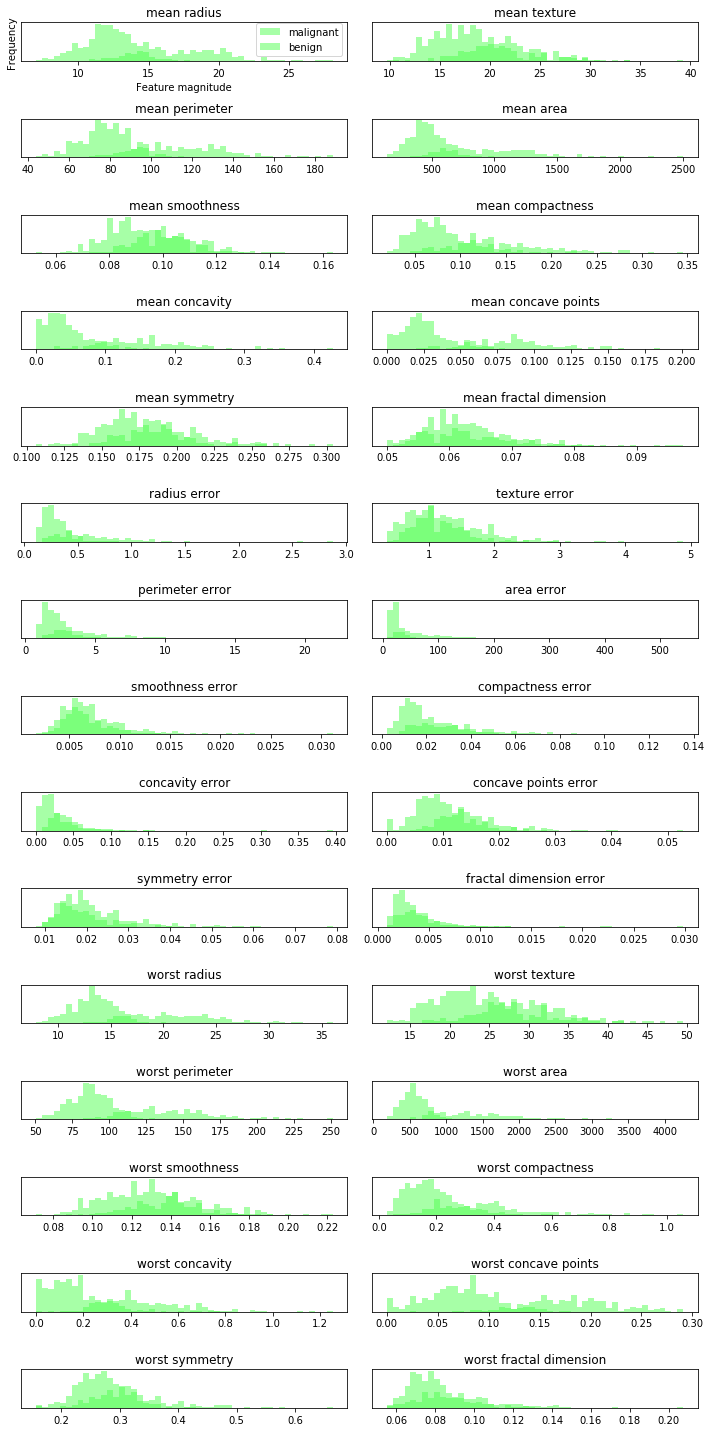 mean radius
mean texture
Frequency
malignant
benign
10 15 20 25
10 15 20 25 30 35 40
Feature magnitude
mean perimeter
mean area
40 60 80 100 120 140 160 180
500 1000 1500 2000 2500
mean smoothness
mean compactness
0.06 0.08 0.10 0.12 0.14 0.16
0.05 0.10 0.15 0.20 0.25 0.30 0.35
mean concavity
mean concave points
0.0 0.1 0.2 0.3 0.4
0.000 0.025 0.050 0.075 0.100 0.125 0.150 0.175 0.200
mean symmetry
mean fractal dimension
0.100 0.125 0.150 0.175 0.200 0.225 0.250 0.275 0.300
0.05 0.06 0.07 0.08 0.09
radius error
texture error
0.0 0.5 1.0 1.5 2.0 2.5 3.0
1 2 3 4 5
perimeter error
area error
0 5 10 15 20
0 100 200 300 400 500
smoothness error
compactness error
0.005 0.010 0.015 0.020 0.025 0.030
0.00 0.02 0.04 0.06 0.08 0.10 0.12 0.14
concavity error
concave points error
0.00 0.05 0.10 0.15 0.20 0.25 0.30 0.35 0.40
0.00 0.01 0.02 0.03 0.04 0.05
symmetry error
fractal dimension error
0.01 0.02 0.03 0.04 0.05 0.06 0.07 0.08
0.000 0.005 0.010 0.015 0.020 0.025 0.030
worst radius
worst texture
10 15 20 25 30 35
15 20 25 30 35 40 45 50
worst perimeter
worst area
50 75 100 125 150 175 200 225 250
0 500 1000 1500 2000 2500 3000 3500 4000
worst smoothness
worst compactness
0.08 0.10 0.12 0.14 0.16 0.18 0.20 0.22
0.0 0.2 0.4 0.6 0.8 1.0
worst concavity
worst concave points
0.0 0.2 0.4 0.6 0.8 1.0 1.2
0.00 0.05 0.10 0.15 0.20 0.25 0.30
worst symmetry
worst fractal dimension
0.2 0.3 0.4 0.5 0.6
0.06 0.08 0.10 0.12 0.14 0.16 0.18 0.20